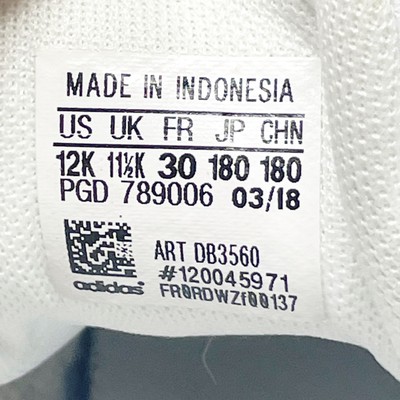 MADE IN INDONESIA
US UK FR JP CHN
12K 11½K 30 180 180
PGD 789006 03/18
ART DB3560
#120045971
adidas FR0RDWZf00137